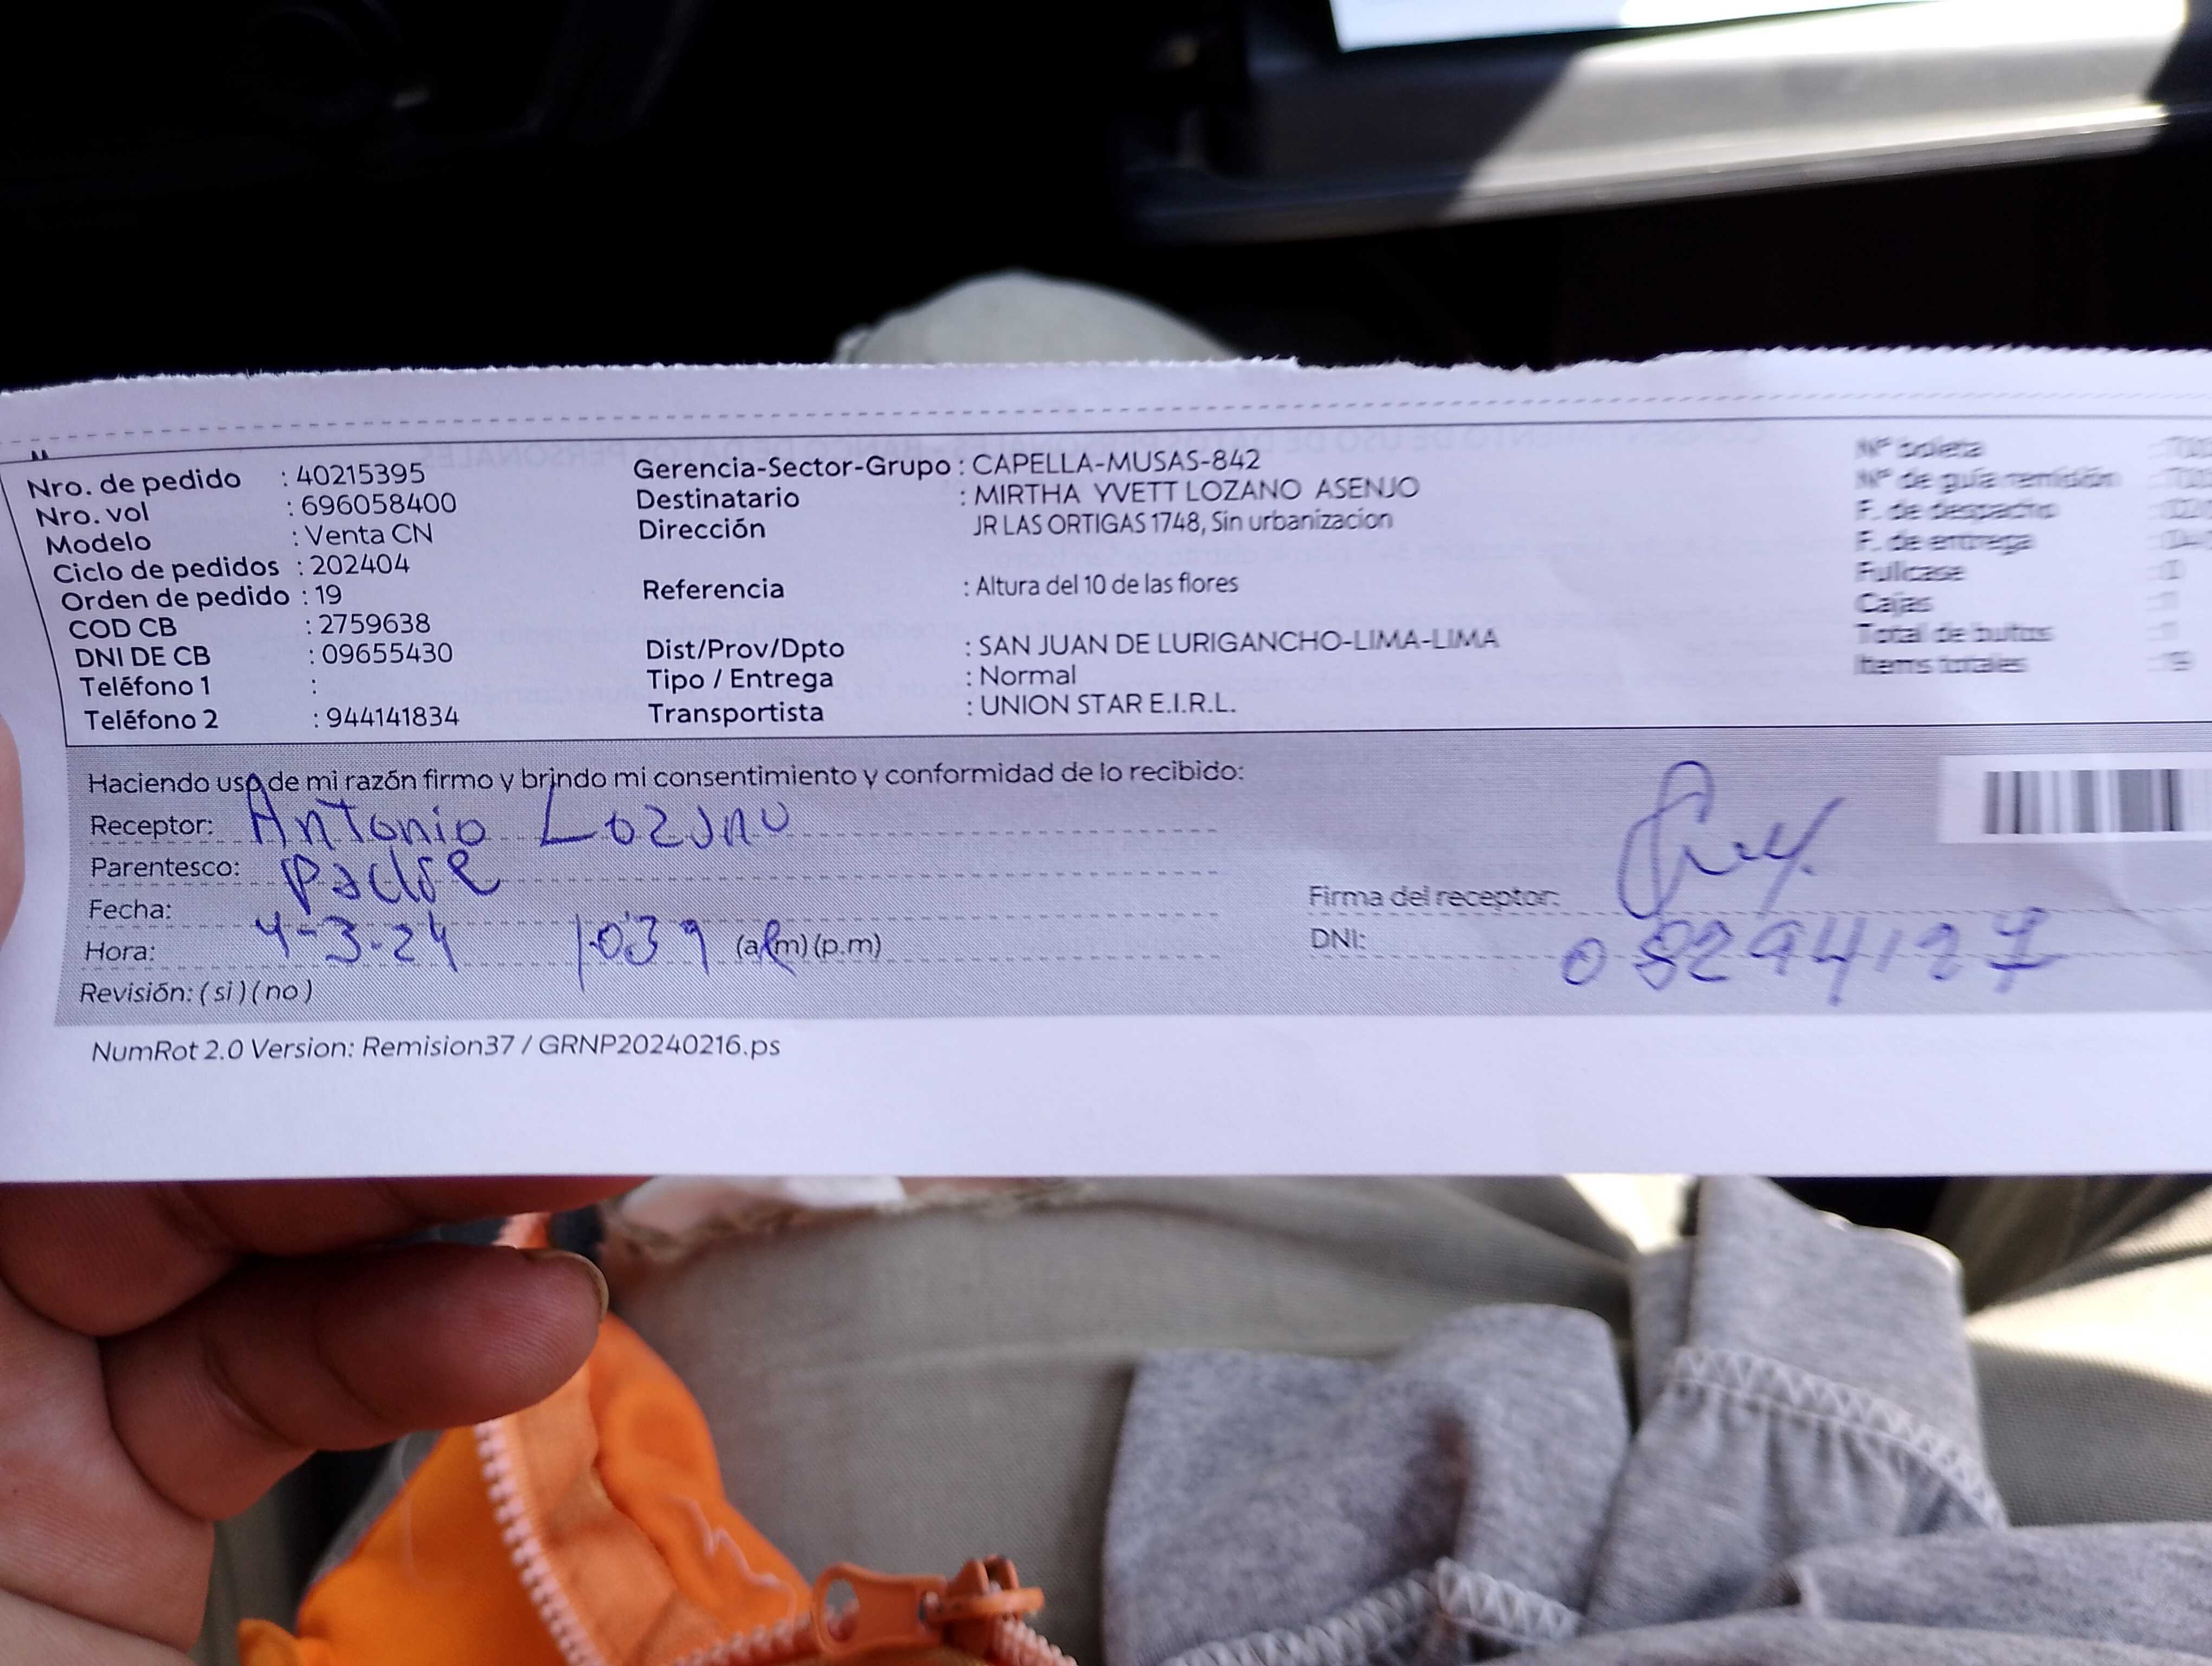 Nro. de pedido : 40215395
Nro. vol : 696058400
Modelo : Venta CN
Ciclo de pedidos : 202404
Orden de pedido : 19
COD CB : 2759638
DNI DE CB : 09655430
Teléfono 1 :
Teléfono 2 : 944141834
Gerencia-Sector-Grupo : CAPELLA-MUSAS-842
Destinatario : MIRTHA YVETT LOZANO ASENJO
Dirección JR LAS ORTIGAS 1748, Sin urbanizacion
Referencia : Altura del 10 de las flores
Dist/Prov/Dpto : SAN JUAN DE LURIGANCHO-LIMA-LIMA
Tipo / Entrega : Normal
Transportista : UNION STAR E.I.R.L.
Nº boleta
Nº de guía remisión
F. de despacho
F. de entrega
Fullcase
Cajas
Total de bultos
Items totales
Haciendo uso de mi razón firmo y brindo mi consentimiento y conformidad de lo recibido:
Receptor: Antonio Lozano
Parentesco: padre
Fecha: 4-3-24
Hora: 10:39 (a.m) (p.m)
Revisión: ( si ) ( no )
Firma del receptor:
DNI:
NumRot 2.0 Version: Remision37 / GRNP20240216.ps